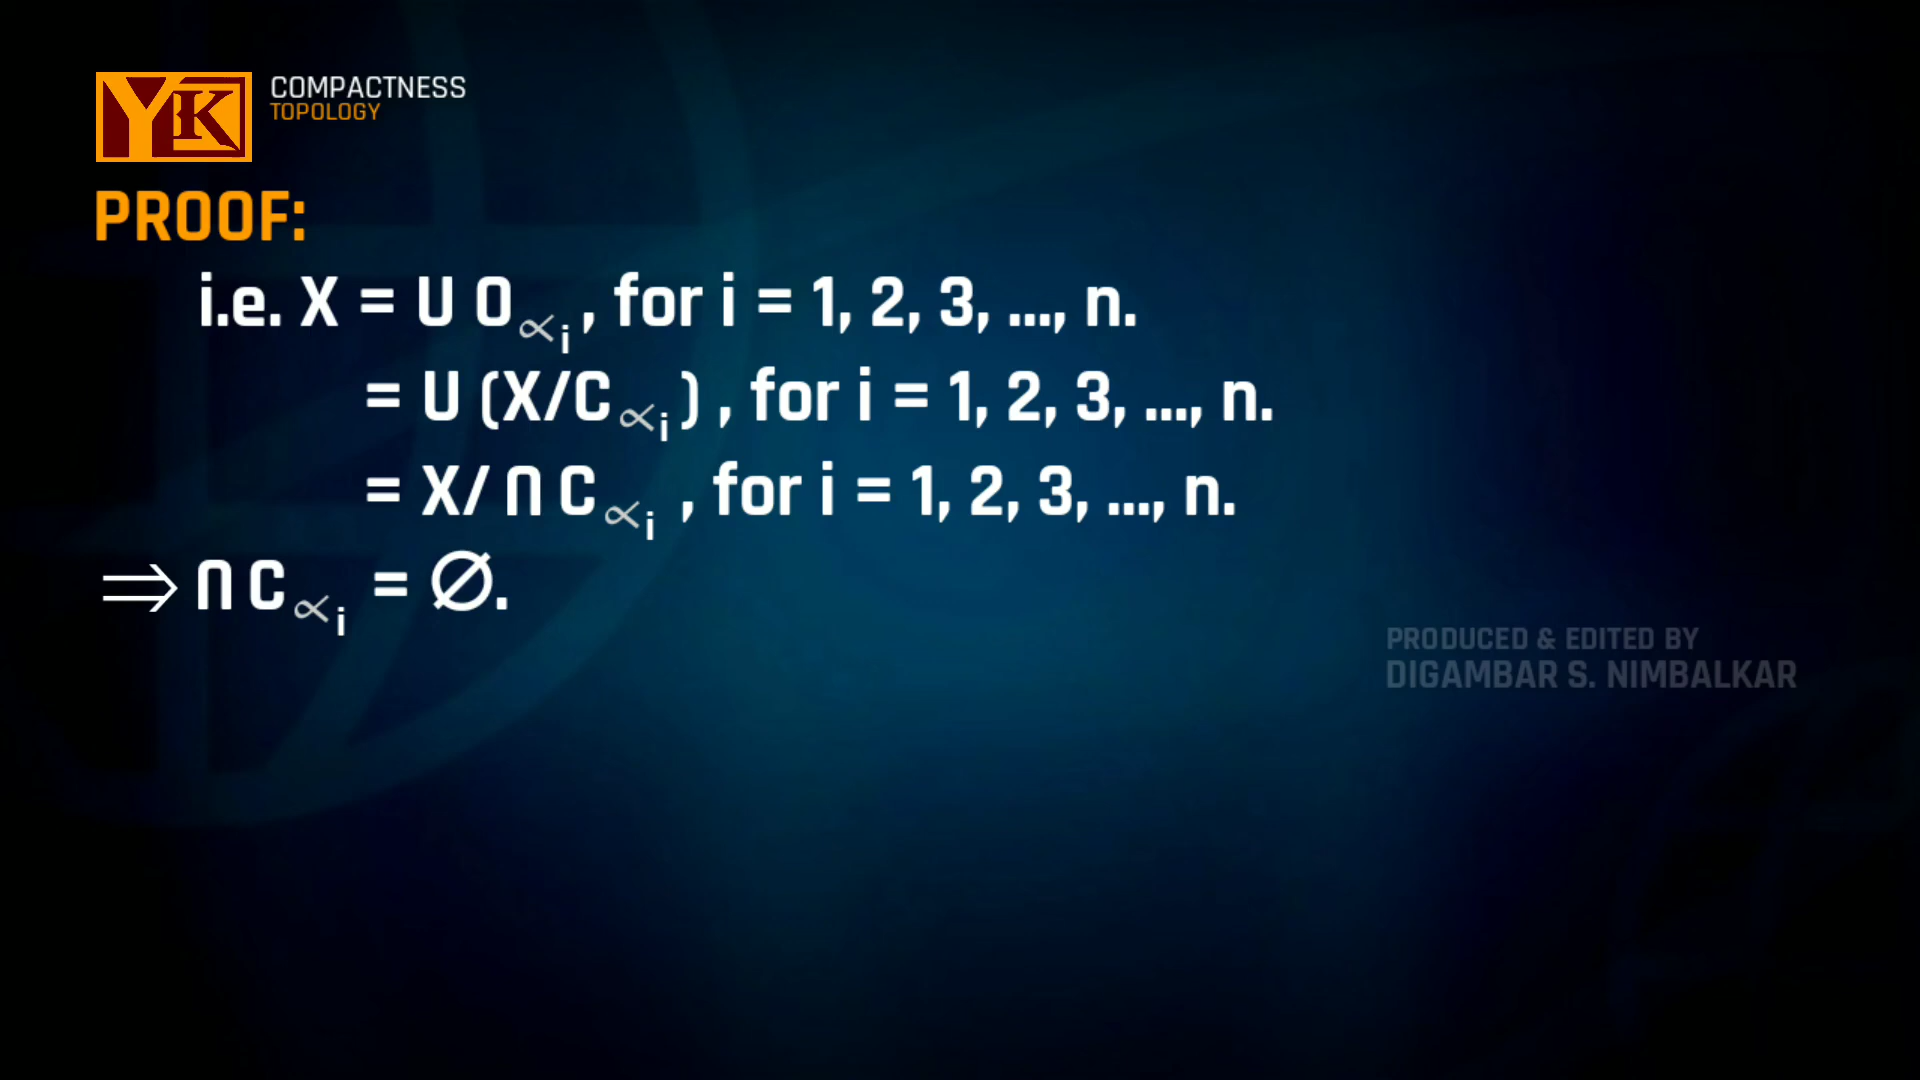 YK
COMPACTNESS
TOPOLOGY
PROOF:
i.e. X = U O∝i , for i = 1, 2, 3, ..., n.
= U (X/C∝i) , for i = 1, 2, 3, ..., n.
= X/ ∩ C∝i , for i = 1, 2, 3, ..., n.
⇒ ∩ C∝i = ∅.
PRODUCED & EDITED BY
DIGAMBAR S. NIMBALKAR